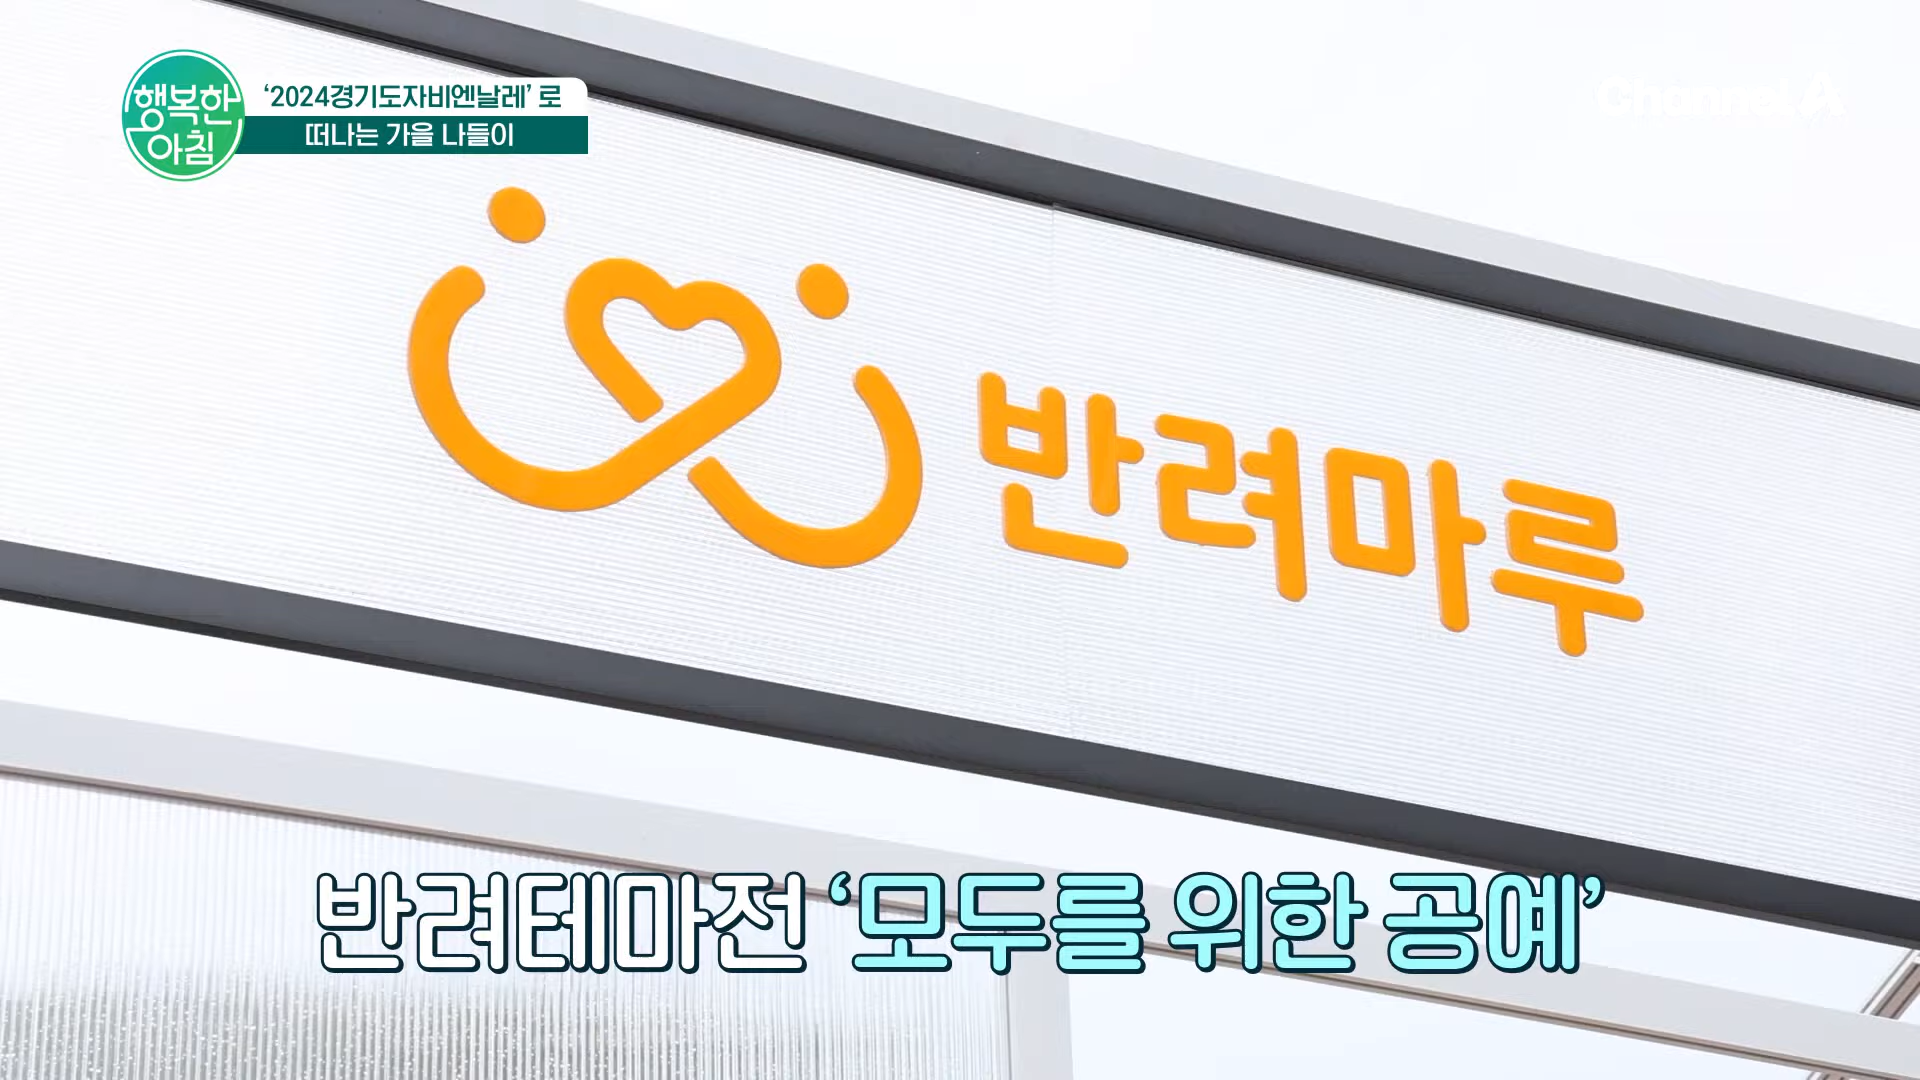 행복한
아침
‘2024경기도자비엔날레’ 로
떠나는 가을 나들이
Channel A
반려마루
반려테마전 ‘모두를 위한 공예’